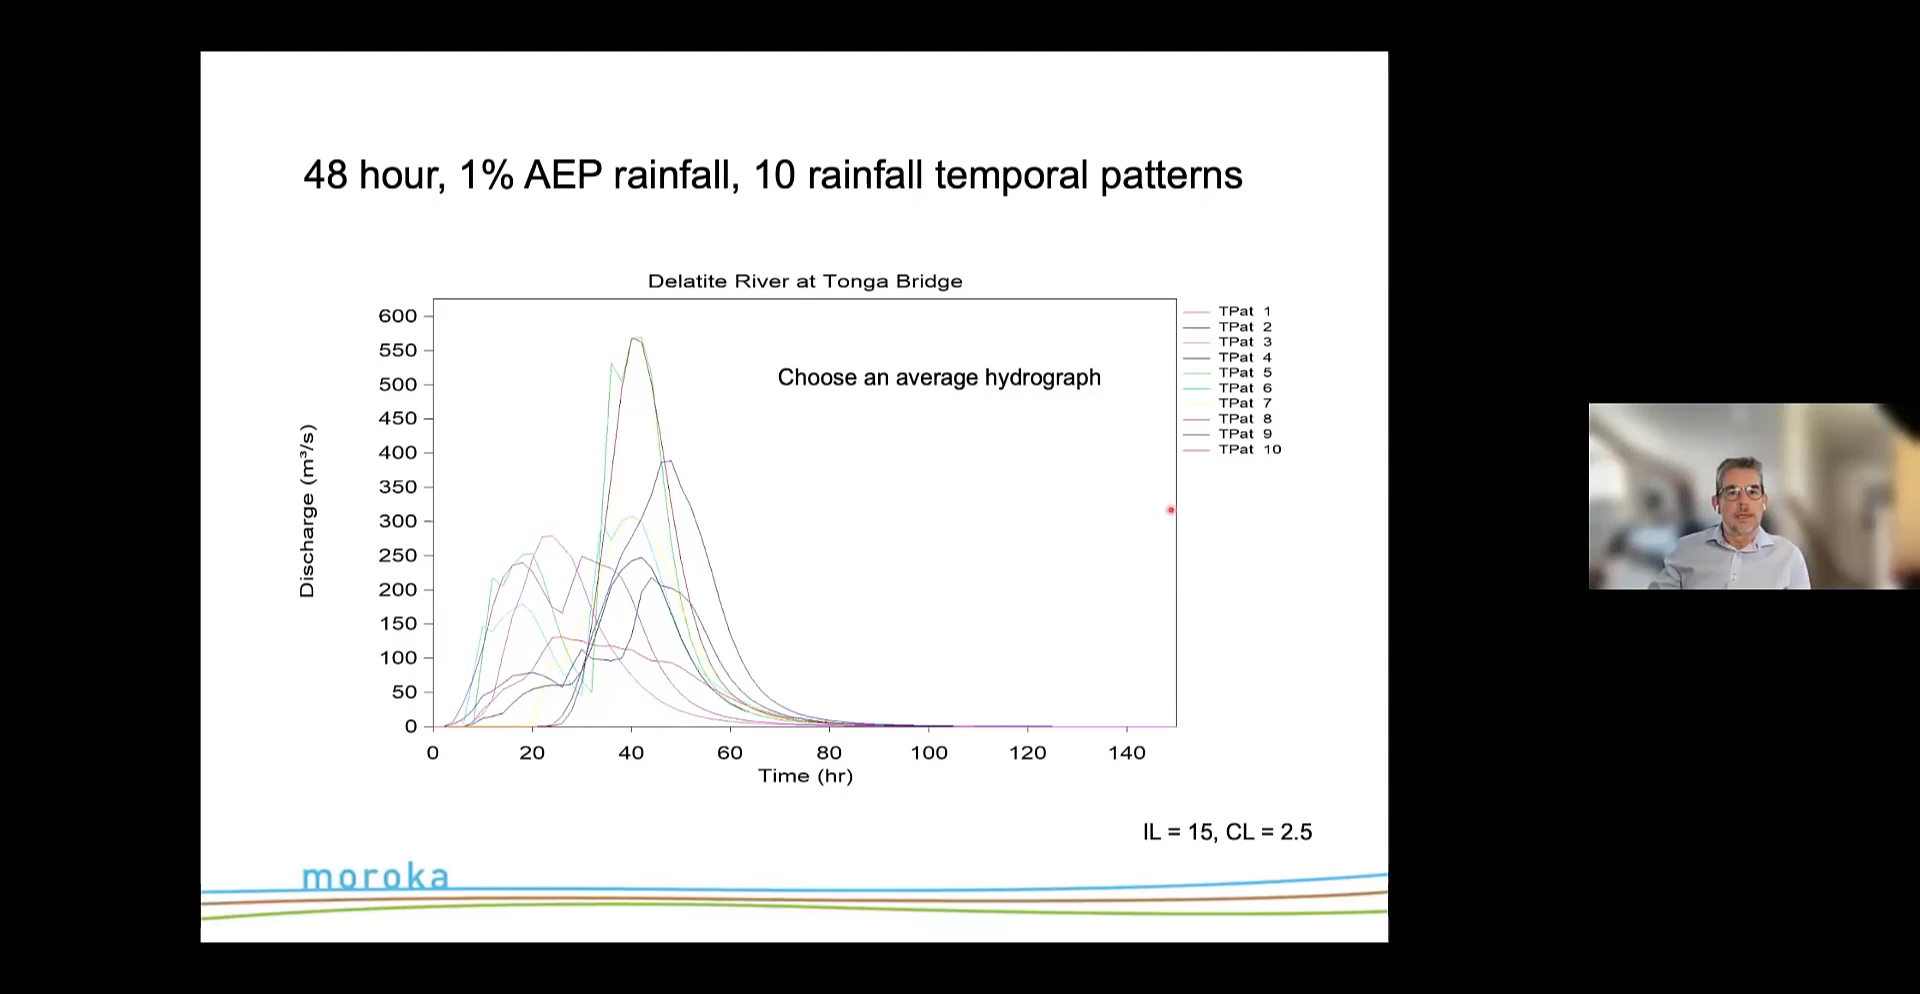 48 hour, 1% AEP rainfall, 10 rainfall temporal patterns
Delatite River at Tonga Bridge
Choose an average hydrograph
Discharge (m³/s)
600
550
500
450
400
350
300
250
200
150
100
50
0
0 20 40 60 80 100 120 140
Time (hr)
TPat 1
TPat 2
TPat 3
TPat 4
TPat 5
TPat 6
TPat 7
TPat 8
TPat 9
TPat 10
IL = 15, CL = 2.5
moroka